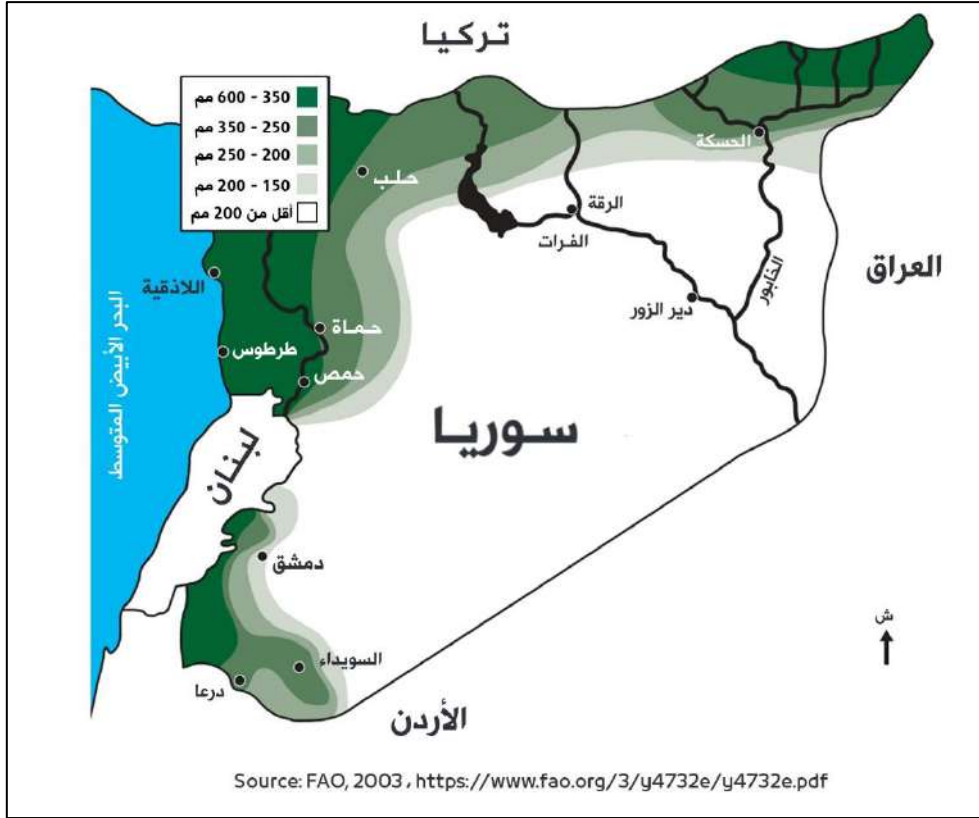 تركيا
350 - 600 مم
250 - 350 مم
200 - 250 مم
150 - 200 مم
أقل من 200 مم
الحسكة
حلب
الرقة
الفرات
العراق
اللاذقية
الخابور
دير الزور
حماة
طرطوس
حمص
سوريا
البحر الأبيض المتوسط
لبنان
دمشق
ش
السويداء
درعا
الأردن
Source: FAO, 2003 ، https://www.fao.org/3/y4732e/y4732e.pdf